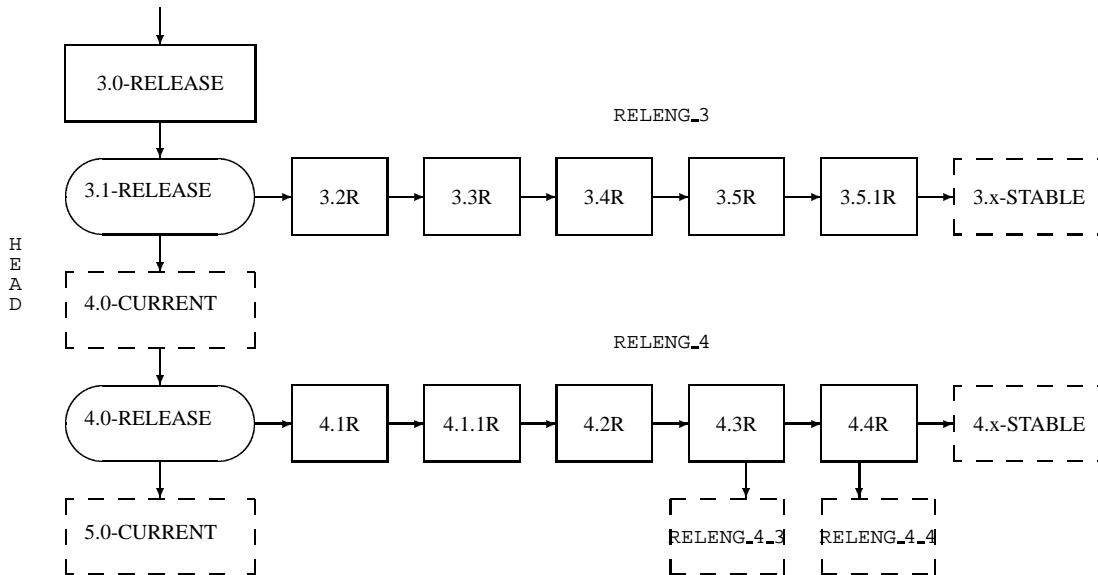 3.0-RELEASE
RELENG_3
3.1-RELEASE
3.2R
3.3R
3.4R
3.5R
3.5.1R
3.x-STABLE
H
E
A
D
4.0-CURRENT
RELENG_4
4.0-RELEASE
4.1R
4.1.1R
4.2R
4.3R
4.4R
4.x-STABLE
5.0-CURRENT
RELENG_4_3
RELENG_4_4